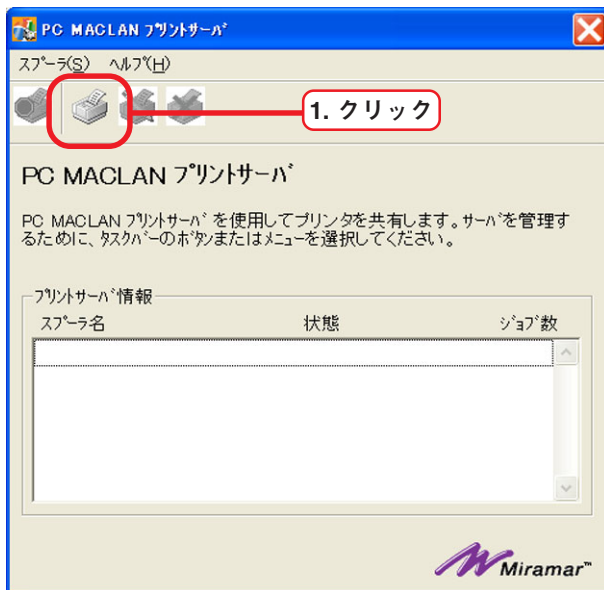 PC MACLAN プリントサーバ
スプーラ(S) ヘルプ(H)
1. クリック
PC MACLAN プリントサーバ
PC MACLAN プリントサーバ を使用してプリンタを共有します。サーバを管理す
るために、タスクバーのボタンまたはメニューを選択してください。
プリントサーバ情報
スプーラ名 状態 ジョブ数
Miramar™